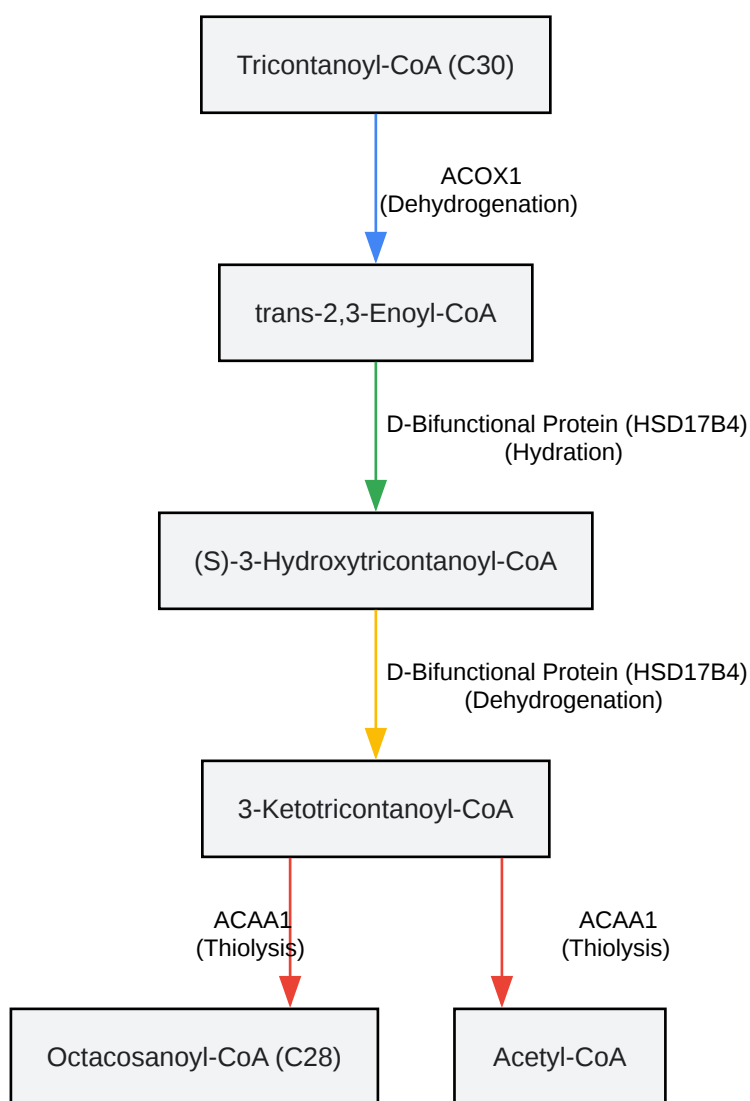 Tricontanoyl-CoA (C30)
ACOX1
(Dehydrogenation)
trans-2,3-Enoyl-CoA
D-Bifunctional Protein (HSD17B4)
(Hydration)
(S)-3-Hydroxytricontanoyl-CoA
D-Bifunctional Protein (HSD17B4)
(Dehydrogenation)
3-Ketotricontanoyl-CoA
ACAA1
(Thiolysis)
ACAA1
(Thiolysis)
Octacosanoyl-CoA (C28)
Acetyl-CoA